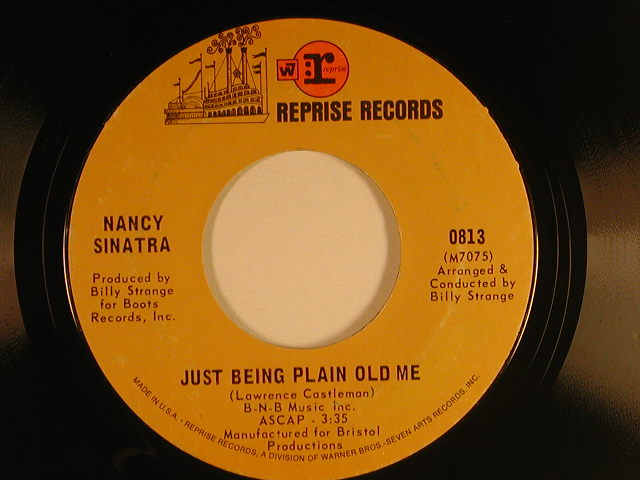 W7
r
reprise
REPRISE RECORDS
NANCY
SINATRA
Produced by
Billy Strange
for Boots
Records, Inc.
0813
(M7075)
Arranged &
Conducted by
Billy Strange
JUST BEING PLAIN OLD ME
(Lawrence Castleman)
B-N-B Music Inc.
ASCAP - 3:35
Manufactured for Bristol
Productions
MADE IN U.S.A. • REPRISE RECORDS, A DIVISION OF WARNER BROS.-SEVEN ARTS RECORDS, INC.